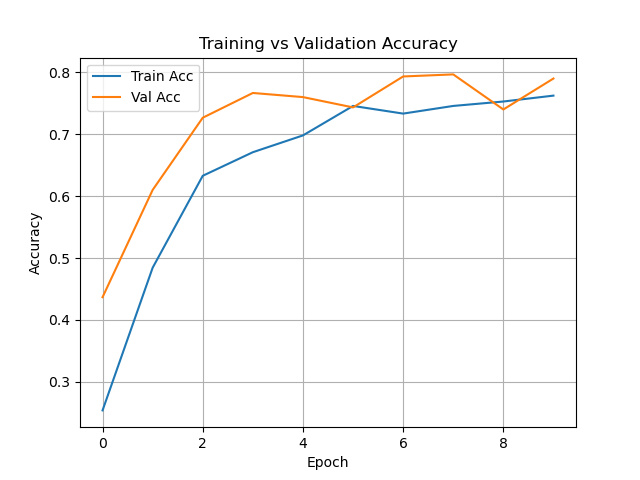 Training vs Validation Accuracy
Train Acc
Val Acc
0.8
0.7
0.6
0.5
0.4
0.3
Accuracy
0 2 4 6 8
Epoch